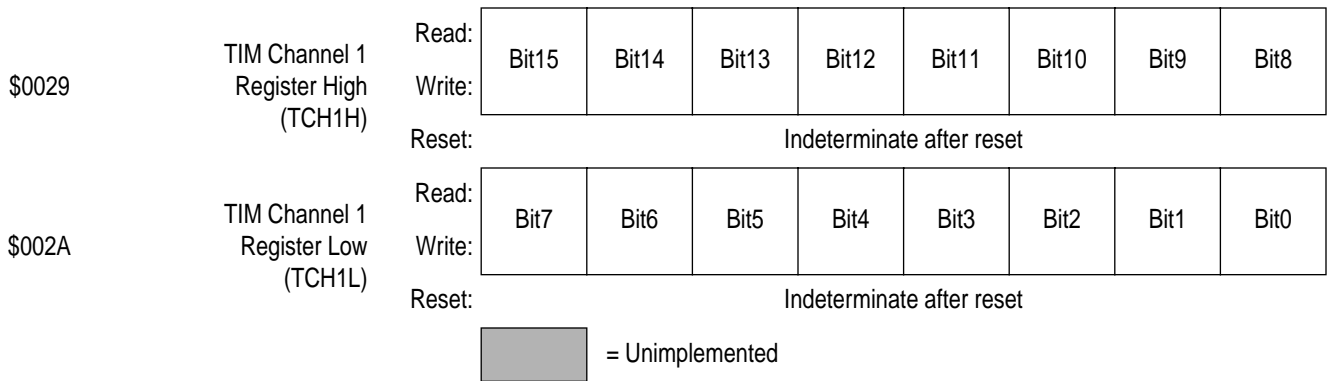 $0029
TIM Channel 1
Register High
(TCH1H)
Read:
Write:
Bit15 Bit14 Bit13 Bit12 Bit11 Bit10 Bit9 Bit8
Reset: Indeterminate after reset
$002A
TIM Channel 1
Register Low
(TCH1L)
Read:
Write:
Bit7 Bit6 Bit5 Bit4 Bit3 Bit2 Bit1 Bit0
Reset: Indeterminate after reset
= Unimplemented